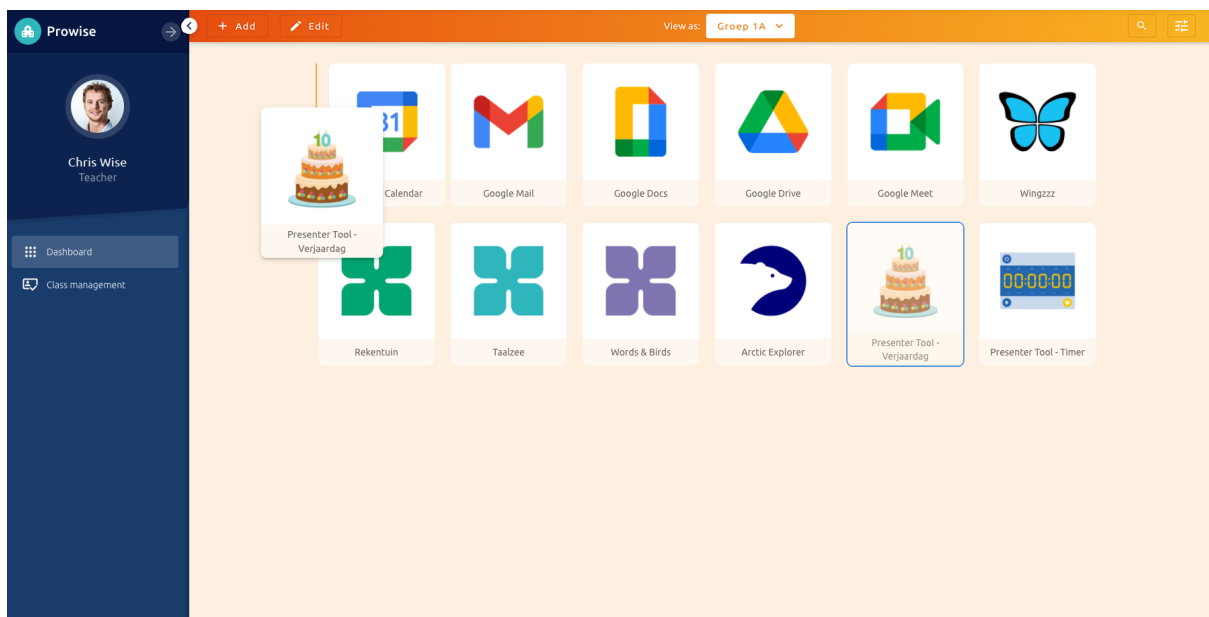 Prowise
+ Add
Edit
View as:
Groep 1A
Chris Wise
Teacher
Dashboard
Class management
31
Calendar
Google Mail
Google Docs
Google Drive
Google Meet
Wingzzz
10
Presenter Tool -
Verjaardag
Rekentuin
Taalzee
Words & Birds
Arctic Explorer
10
Presenter Tool -
Verjaardag
00:00:00
Presenter Tool - Timer